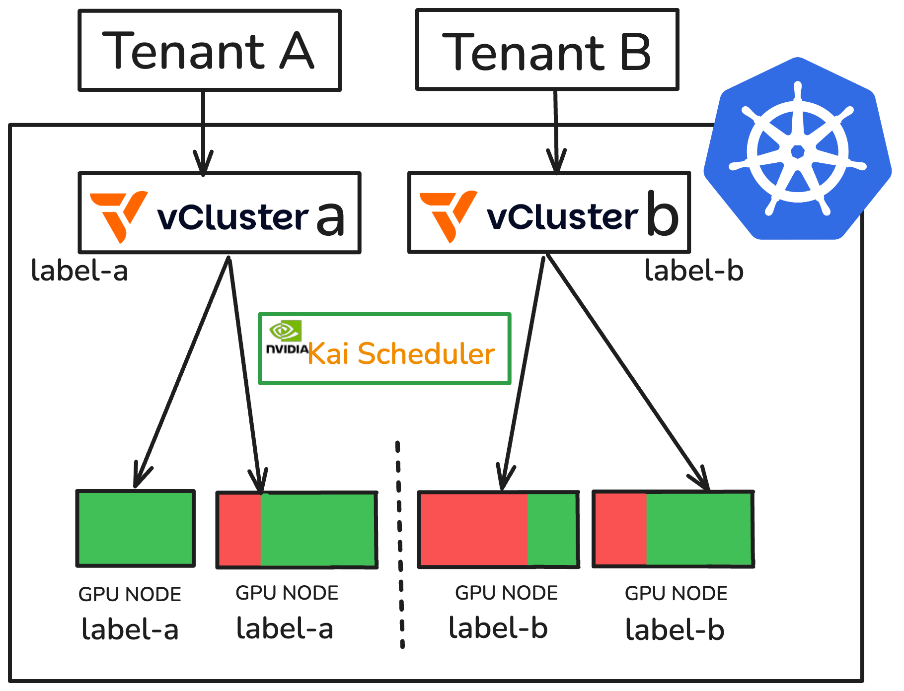 Tenant A
Tenant B
vCluster a
vCluster b
label-a
label-b
NVIDIA Kai Scheduler
GPU NODE
GPU NODE
GPU NODE
GPU NODE
label-a
label-a
label-b
label-b